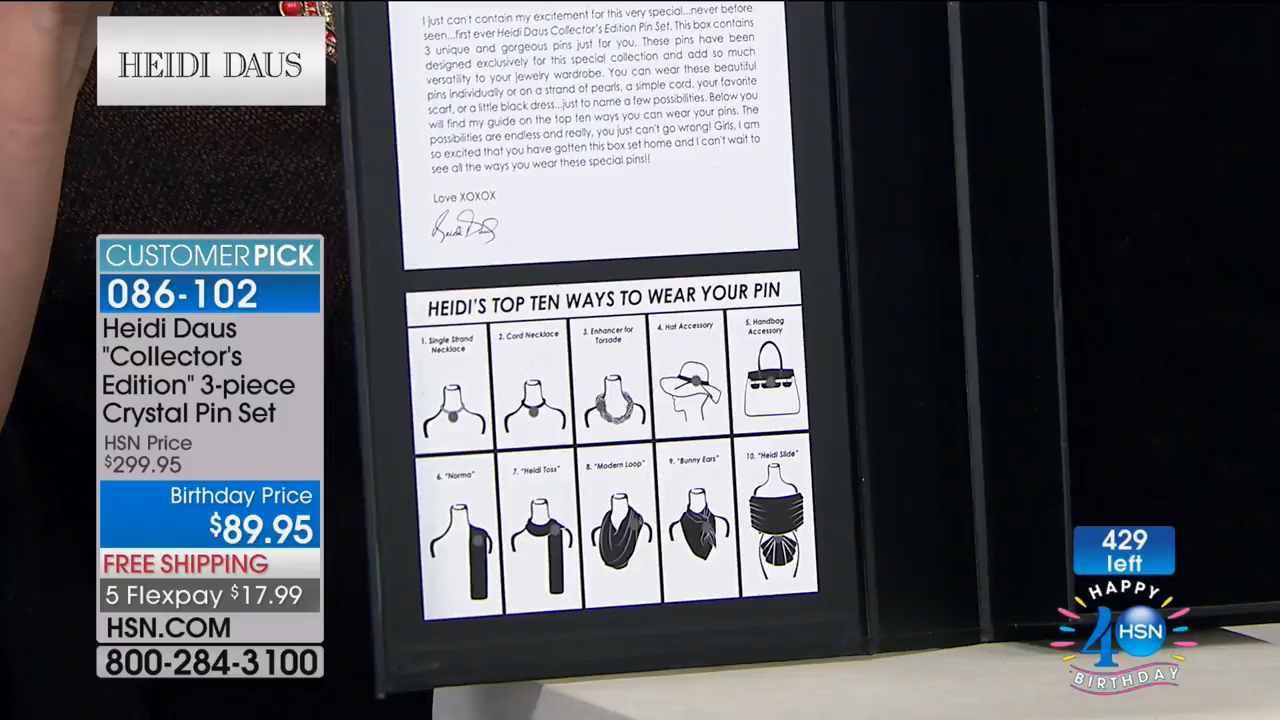 HEIDI DAUS
I just can't contain my excitement for this very special...never before
seen...first ever Heidi Daus Collector's Edition Pin Set. This box contains
3 unique and gorgeous pins just for you. These pins have been
designed exclusively for this special collection and add so much
versatility to your jewelry wardrobe. You can wear these beautiful
pins individually or on a strand of pearls, a simple cord, your favorite
scarf, or a little black dress...just to name a few possibilities. Below you
will find my guide on the top ten ways you can wear your pins. The
possibilities are endless and really, you just can't go wrong! Girls, I am
so excited that you have gotten this box set home and I can't wait to
see all the ways you wear these special pins!!
Love XOXOX
Heidi Daus
HEIDI'S TOP TEN WAYS TO WEAR YOUR PIN
1. Single Strand
Necklace
2. Cord Necklace
3. Enhancer for
Torsade
4. Hat Accessory
5. Handbag
Accessory
6. "Norma"
7. "Heidi Toss"
8. "Modern Loop"
9. "Bunny Ears"
10. "Heidi Slide"
CUSTOMER PICK
086-102
Heidi Daus
"Collector's
Edition" 3-piece
Crystal Pin Set
HSN Price
$299.95
Birthday Price
$89.95
FREE SHIPPING
5 Flexpay $17.99
HSN.COM
800-284-3100
429
left
HAPPY
40
HSN
BIRTHDAY